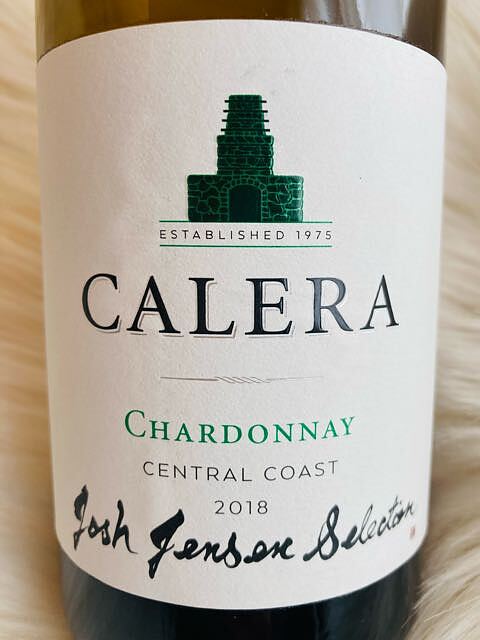 ESTABLISHED 1975
CALERA
CHARDONNAY
CENTRAL COAST
2018
Josh Jensen Selection